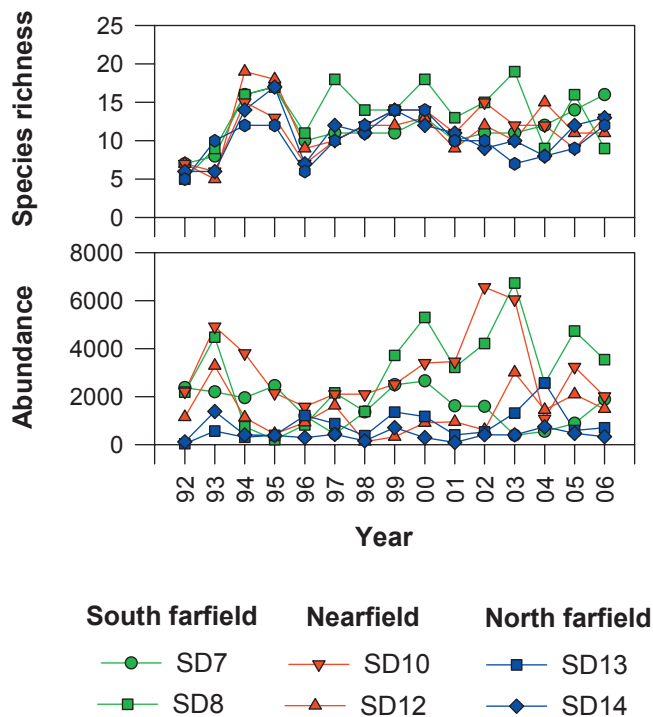 Species richness
25
20
15
10
5
0
Abundance
8000
6000
4000
2000
0
92 93 94 95 96 97 98 99 00 01 02 03 04 05 06
Year
South farfield Nearfield North farfield
SD7 SD10 SD13
SD8 SD12 SD14